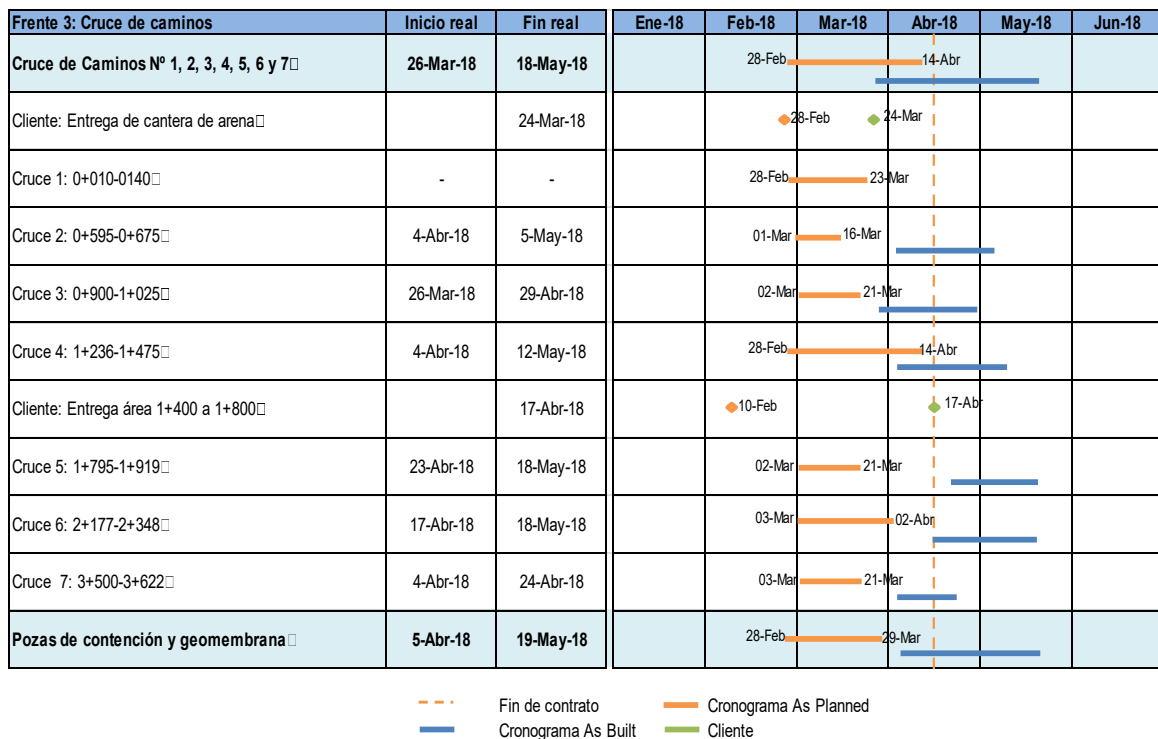 Frente 3: Cruce de caminos Inicio real Fin real Ene-18 Feb-18 Mar-18 Abr-18 May-18 Jun-18
Cruce de Caminos Nº 1, 2, 3, 4, 5, 6 y 7 26-Mar-18 18-May-18 28-Feb 14-Abr
Cliente: Entrega de cantera de arena 24-Mar-18 28-Feb 24-Mar
Cruce 1: 0+010-0140 - - 28-Feb 23-Mar
Cruce 2: 0+595-0+675 4-Abr-18 5-May-18 01-Mar 16-Mar
Cruce 3: 0+900-1+025 26-Mar-18 29-Abr-18 02-Mar 21-Mar
Cruce 4: 1+236-1+475 4-Abr-18 12-May-18 28-Feb 14-Abr
Cliente: Entrega área 1+400 a 1+800 17-Abr-18 10-Feb 17-Abr
Cruce 5: 1+795-1+919 23-Abr-18 18-May-18 02-Mar 21-Mar
Cruce 6: 2+177-2+348 17-Abr-18 18-May-18 03-Mar 02-Abr
Cruce 7: 3+500-3+622 4-Abr-18 24-Abr-18 03-Mar 21-Mar
Pozas de contención y geomembrana 5-Abr-18 19-May-18 28-Feb 29-Mar
Fin de contrato Cronograma As Planned
Cronograma As Built Cliente